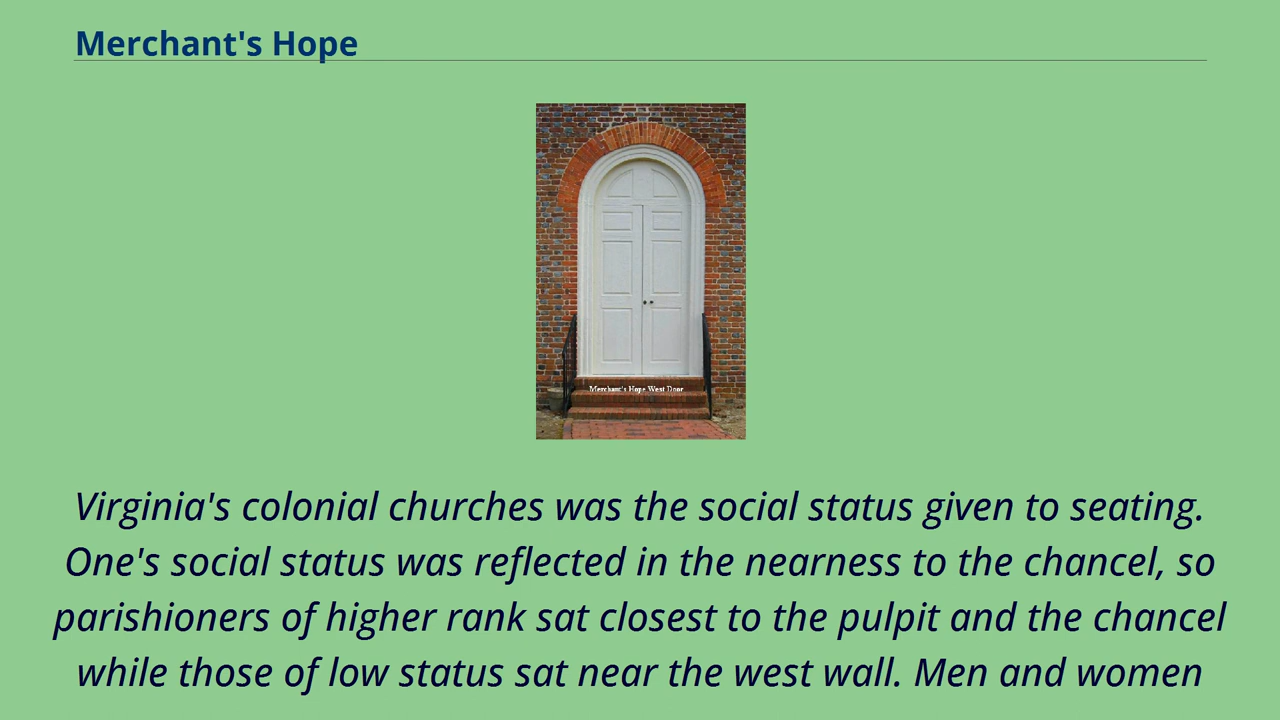 Merchant's Hope
Merchant's Hope West Door
Virginia's colonial churches was the social status given to seating.
One's social status was reflected in the nearness to the chancel, so
parishioners of higher rank sat closest to the pulpit and the chancel
while those of low status sat near the west wall. Men and women